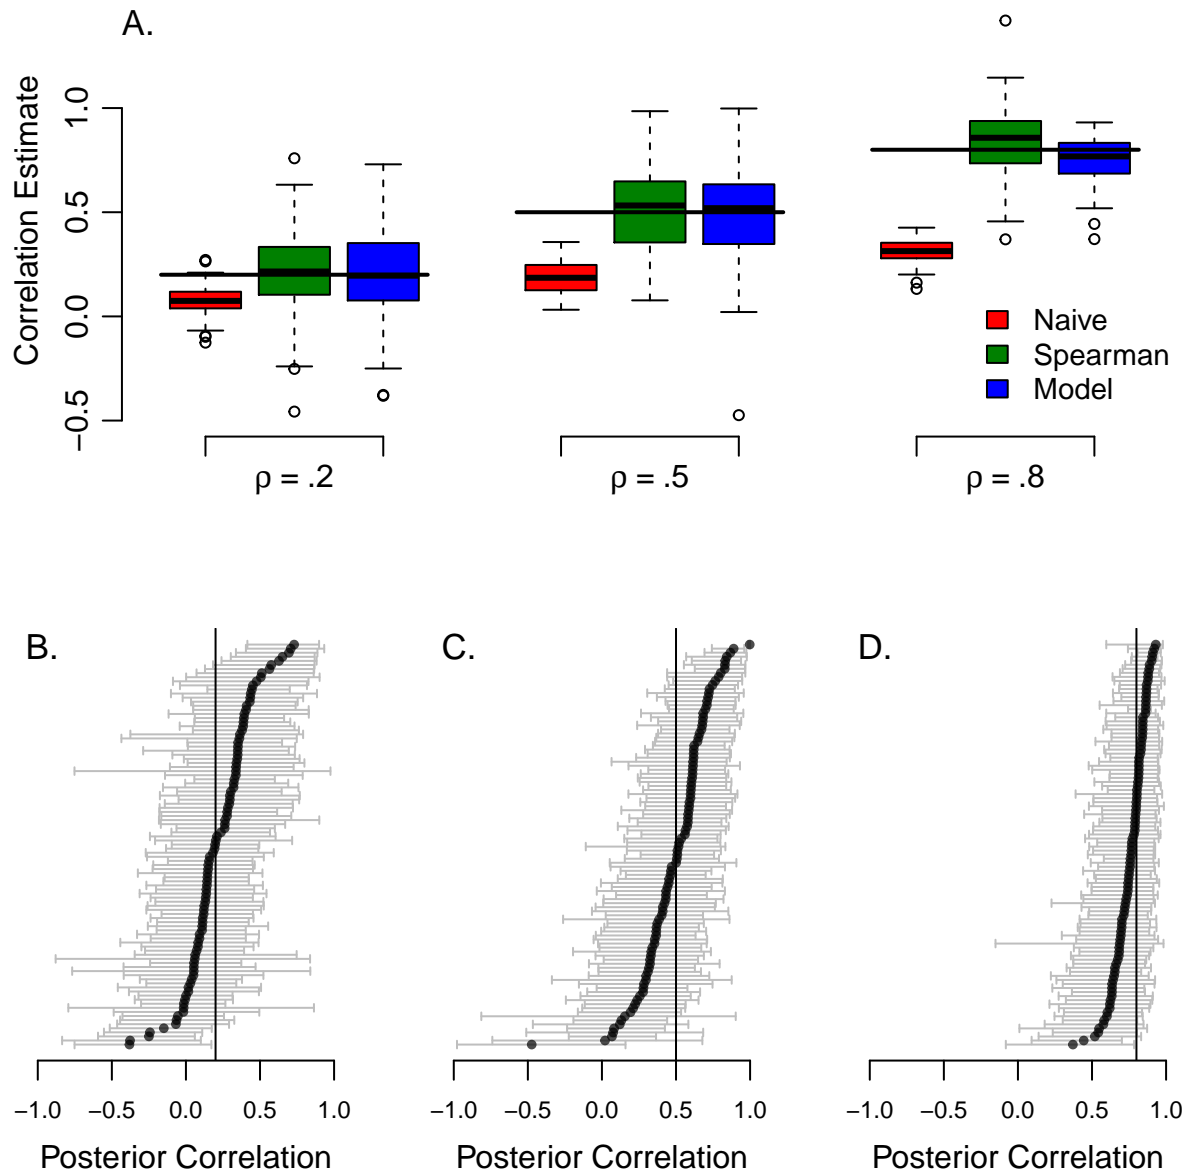 A.
Correlation Estimate
1.0
0.5
0.0
−0.5
Naive
Spearman
Model
ρ = .2
ρ = .5
ρ = .8
B.
C.
D.
−1.0 −0.5 0.0 0.5 1.0
−1.0 −0.5 0.0 0.5 1.0
−1.0 −0.5 0.0 0.5 1.0
Posterior Correlation
Posterior Correlation
Posterior Correlation